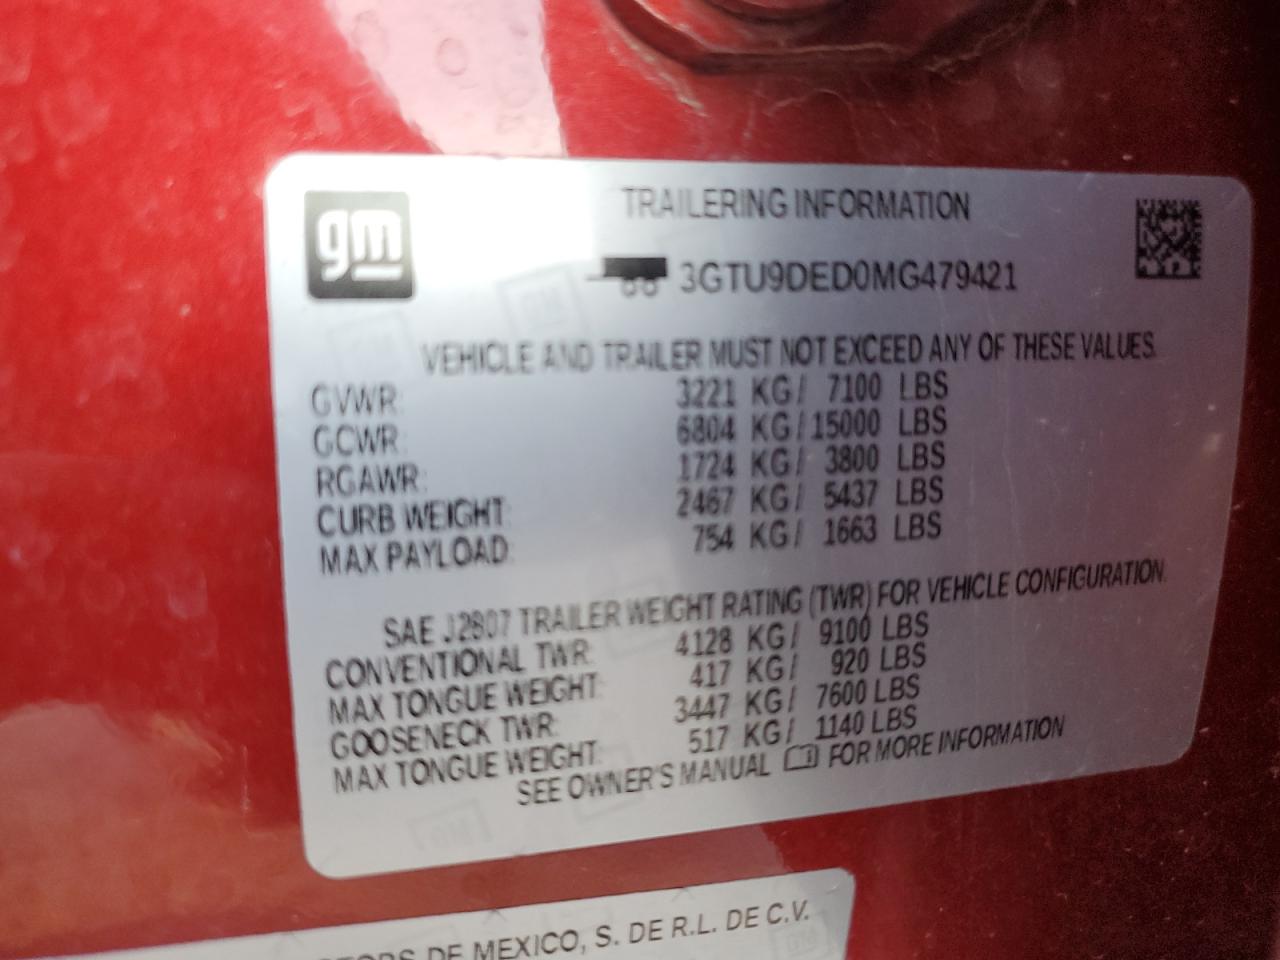 gm
TRAILERING INFORMATION
3GTU9DED0MG479421
VEHICLE AND TRAILER MUST NOT EXCEED ANY OF THESE VALUES.
GVWR: 3221 KG/ 7100 LBS
GCWR: 6804 KG/15000 LBS
RGAWR: 1724 KG/ 3800 LBS
CURB WEIGHT: 2467 KG/ 5437 LBS
MAX PAYLOAD: 754 KG/ 1663 LBS
SAE J2807 TRAILER WEIGHT RATING (TWR) FOR VEHICLE CONFIGURATION.
CONVENTIONAL TWR: 4128 KG/ 9100 LBS
MAX TONGUE WEIGHT: 417 KG/ 920 LBS
GOOSENECK TWR: 3447 KG/ 7600 LBS
MAX TONGUE WEIGHT: 517 KG/ 1140 LBS
SEE OWNER'S MANUAL FOR MORE INFORMATION
DE MEXICO, S. DE R.L. DE C.V.